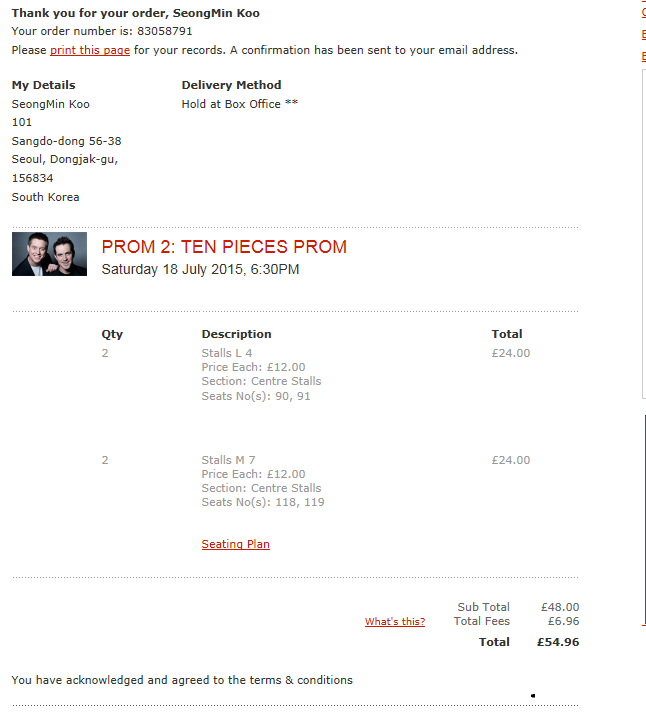 Thank you for your order, SeongMin Koo
Your order number is: 83058791
Please print this page for your records. A confirmation has been sent to your email address.
My Details
SeongMin Koo
101
Sangdo-dong 56-38
Seoul, Dongjak-gu,
156834
South Korea
Delivery Method
Hold at Box Office **
PROM 2: TEN PIECES PROM
Saturday 18 July 2015, 6:30PM
Qty Description Total
2 Stalls L 4 £24.00
Price Each: £12.00
Section: Centre Stalls
Seats No(s): 90, 91
2 Stalls M 7 £24.00
Price Each: £12.00
Section: Centre Stalls
Seats No(s): 118, 119
Seating Plan
Sub Total £48.00
What's this? Total Fees £6.96
Total £54.96
You have acknowledged and agreed to the terms & conditions